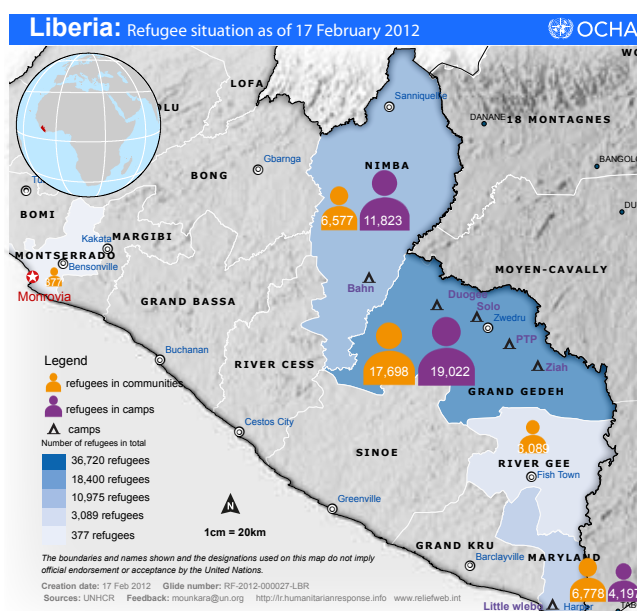 Liberia: Refugee situation as of 17 February 2012
OCHA
LOFA
Sanniquellie
DANANE
18 MONTAGNES
BANGOLO
NIMBA
Gbarnga
BONG
6,577
11,823
BOMI
MARGIBI
Kakata
MONTSERRADO
Bensonville
377
Monrovia
MOYEN-CAVALLY
GRAND BASSA
Bahn
Duogee
Solo
Zwedru
PTP
Ziah
Buchanan
RIVER CESS
17,698
19,022
GRAND GEDEH
Legend
refugees in communities
refugees in camps
camps
Number of refugees in total
36,720 refugees
18,400 refugees
10,975 refugees
3,089 refugees
377 refugees
Cestos City
SINOE
3,089
RIVER GEE
Fish Town
Greenville
1cm = 20km
GRAND KRU
Barclayville
MARYLAND
6,778
Little wlebo
Harper
The boundaries and names shown and the designations used on this map do not imply
official endorsement or acceptance by the United Nations.
Creation date: 17 Feb 2012 Glide number: RF-2012-000027-LBR
Sources: UNHCR Feedback: mounkara@un.org http://lr.humanitarianresponse.info www.reliefweb.int